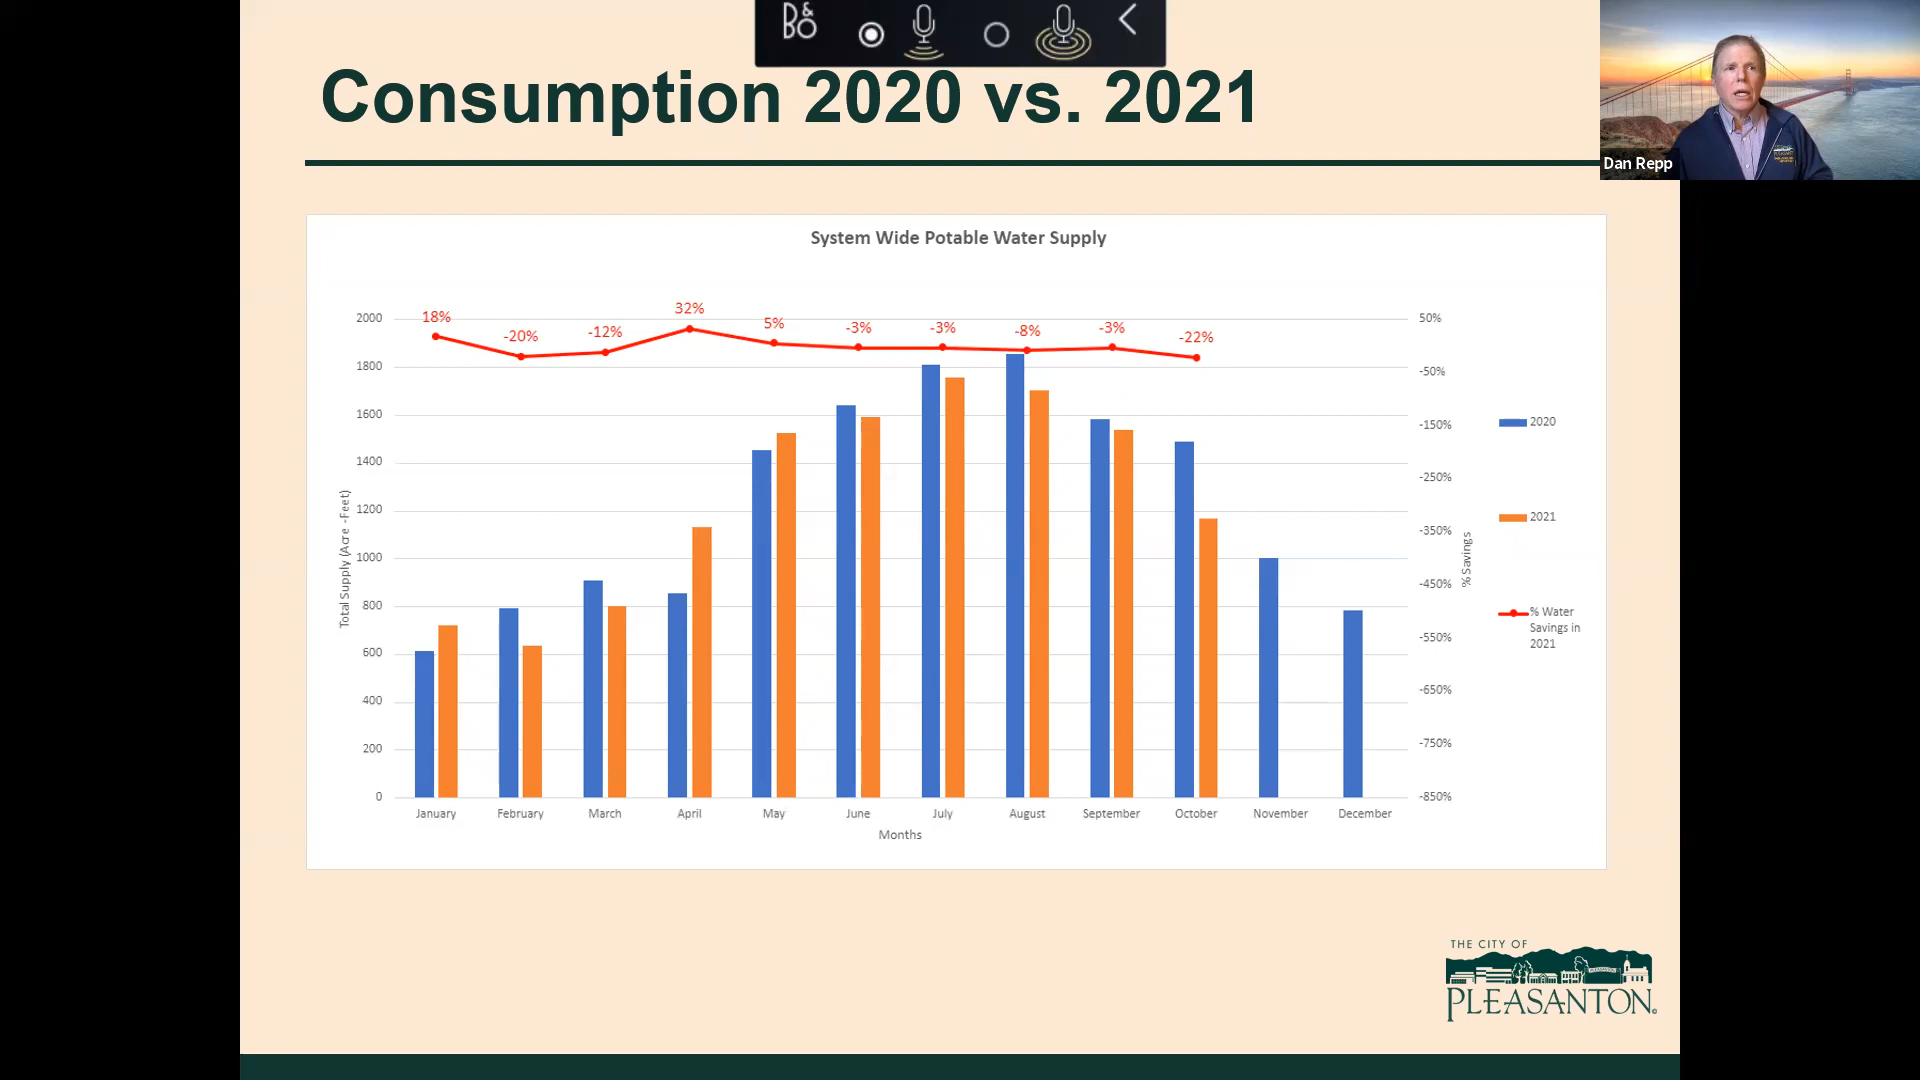 B&O
Consumption 2020 vs. 2021
Dan Repp
System Wide Potable Water Supply
18%
-20%
-12%
32%
5%
-3%
-3%
-8%
-3%
-22%
2000
1800
1600
1400
1200
1000
800
600
400
200
0
Total Supply (Acre -Feet)
50%
-50%
-150%
-250%
-350%
-450%
-550%
-650%
-750%
-850%
% Savings
2020
2021
% Water
Savings in
2021
January February March April May June July August September October November December
Months
THE CITY OF
PLEASANTON
PLEASANTON®